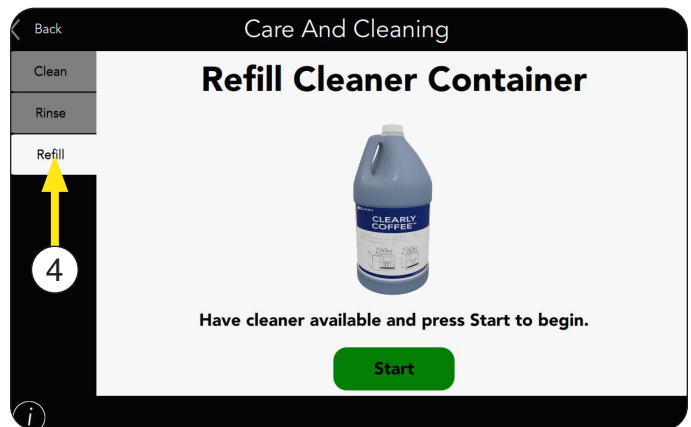 Back
Care And Cleaning
Clean
Rinse
Refill
4
Refill Cleaner Container
CLEARLY
COFFEE™
Have cleaner available and press Start to begin.
Start
i